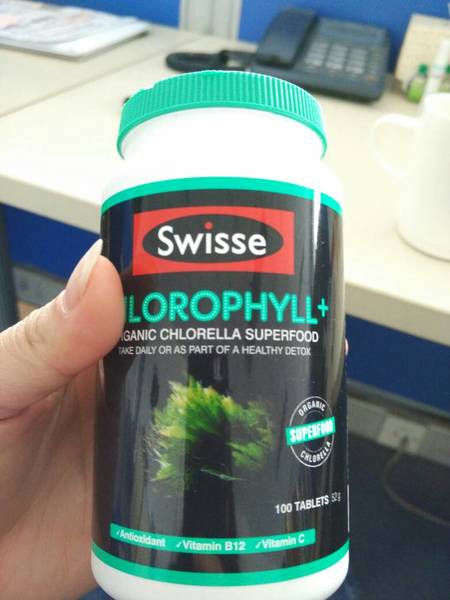 Swisse
LOROPHYLL+
GANIC CHLORELLA SUPERFOOD
TAKE DAILY OR AS PART OF A HEALTHY DETOX
ORGANIC
SUPERFOOD
CHLORELLA
100 TABLETS 52g
✓Antioxidant ✓Vitamin B12 ✓Vitamin C